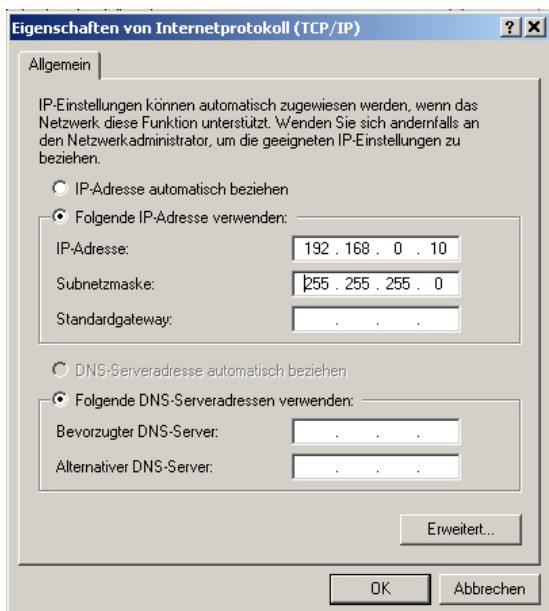 Eigenschaften von Internetprotokoll (TCP/IP)
Allgemein
IP-Einstellungen können automatisch zugewiesen werden, wenn das
Netzwerk diese Funktion unterstützt. Wenden Sie sich andernfalls an
den Netzwerkadministrator, um die geeigneten IP-Einstellungen zu
beziehen.
IP-Adresse automatisch beziehen
Folgende IP-Adresse verwenden:
IP-Adresse: 192 . 168 . 0 . 10
Subnetzmaske: 255 . 255 . 255 . 0
Standardgateway: . . .
DNS-Serveradresse automatisch beziehen
Folgende DNS-Serveradressen verwenden:
Bevorzugter DNS-Server: . . .
Alternativer DNS-Server: . . .
Erweitert...
OK Abbrechen